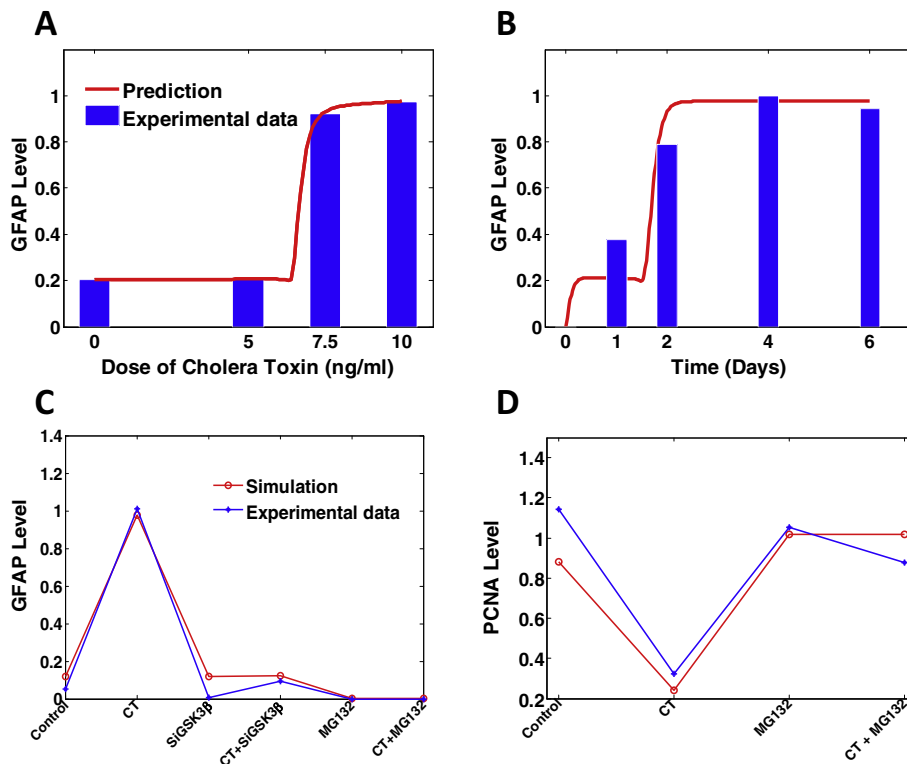 A
GFAP Level
1
0.8
0.6
0.4
0.2
0
Prediction
Experimental data
0 5 7.5 10
Dose of Cholera Toxin (ng/ml)
B
GFAP Level
1
0.8
0.6
0.4
0.2
0
0 1 2 4 6
Time (Days)
C
GFAP Level
1.4
1.2
1
0.8
0.6
0.4
0.2
0
Simulation
Experimental data
Control CT SiGSK3β CT+SiGSK3β MG132 CT+MG132
D
PCNA Level
1.4
1.2
1
0.8
0.6
0.4
0.2
Control CT MG132 CT + MG132